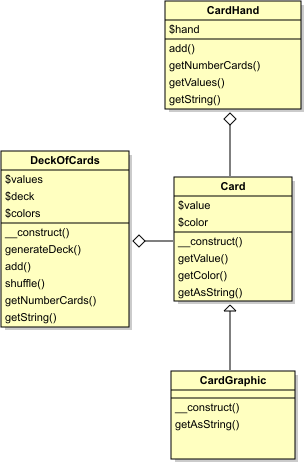 CardHand
$hand
add()
getNumberCards()
getValues()
getString()
DeckOfCards
$values
$deck
$colors
__construct()
generateDeck()
add()
shuffle()
getNumberCards()
getString()
Card
$value
$color
__construct()
getValue()
getColor()
getAsString()
CardGraphic
__construct()
getAsString()